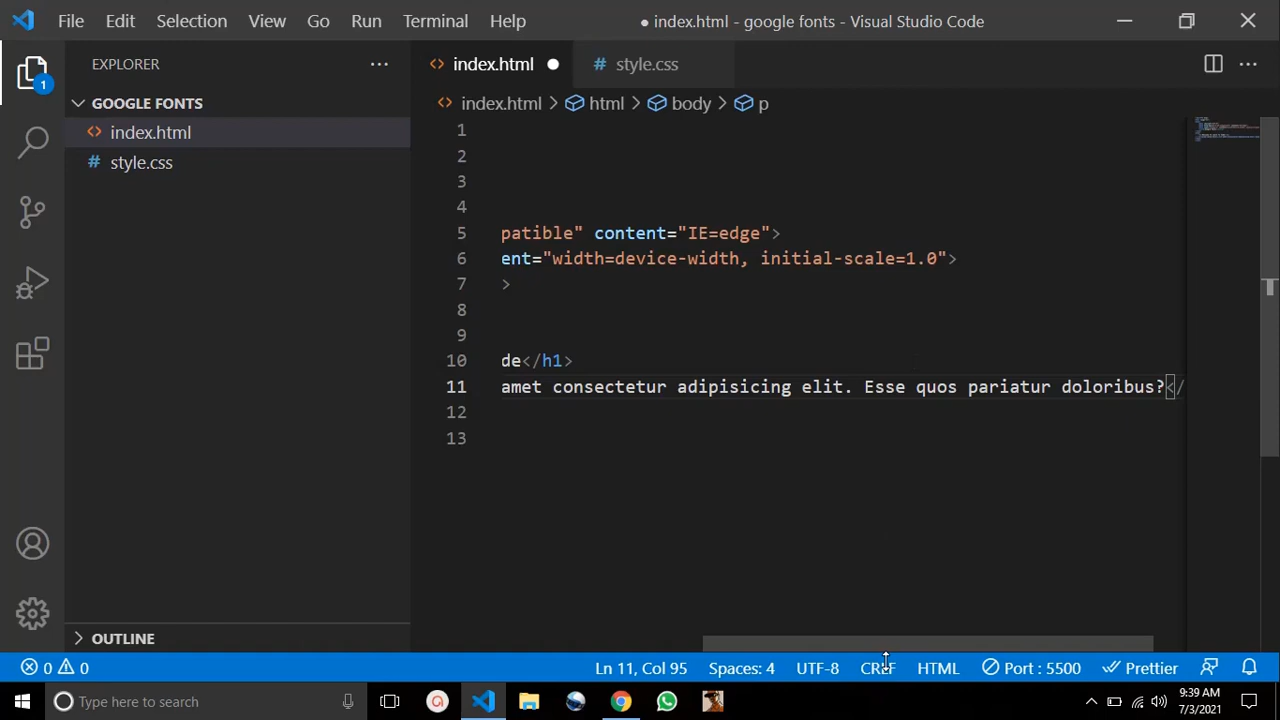 File Edit Selection View Go Run Terminal Help
● index.html - google fonts - Visual Studio Code
EXPLORER
index.html
style.css
1
GOOGLE FONTS
index.html > html > body > p
index.html
style.css
1
2
3
4
5 patible" content="IE=edge">
6 ent="width=device-width, initial-scale=1.0">
7 >
8
9
10 de</h1>
11 amet consectetur adipisicing elit. Esse quos pariatur doloribus?</
12
13
OUTLINE
0 0 Ln 11, Col 95 Spaces: 4 UTF-8 CRLF HTML Port : 5500 Prettier
Type here to search
9:39 AM
7/3/2021